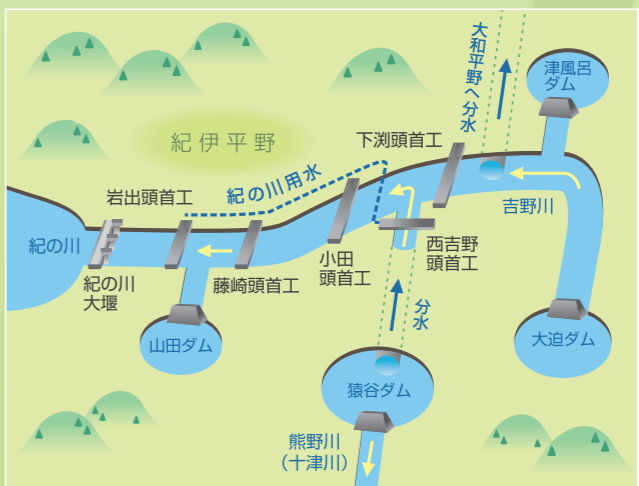 大和平野へ分水
津風呂
ダム
下渕頭首工
紀伊平野
岩出頭首工
紀の川用水
吉野川
紀の川
紀の川
大堰
藤崎頭首工
小田
頭首工
西吉野
頭首工
分水
山田ダム
大迫ダム
猿谷ダム
熊野川
（十津川）